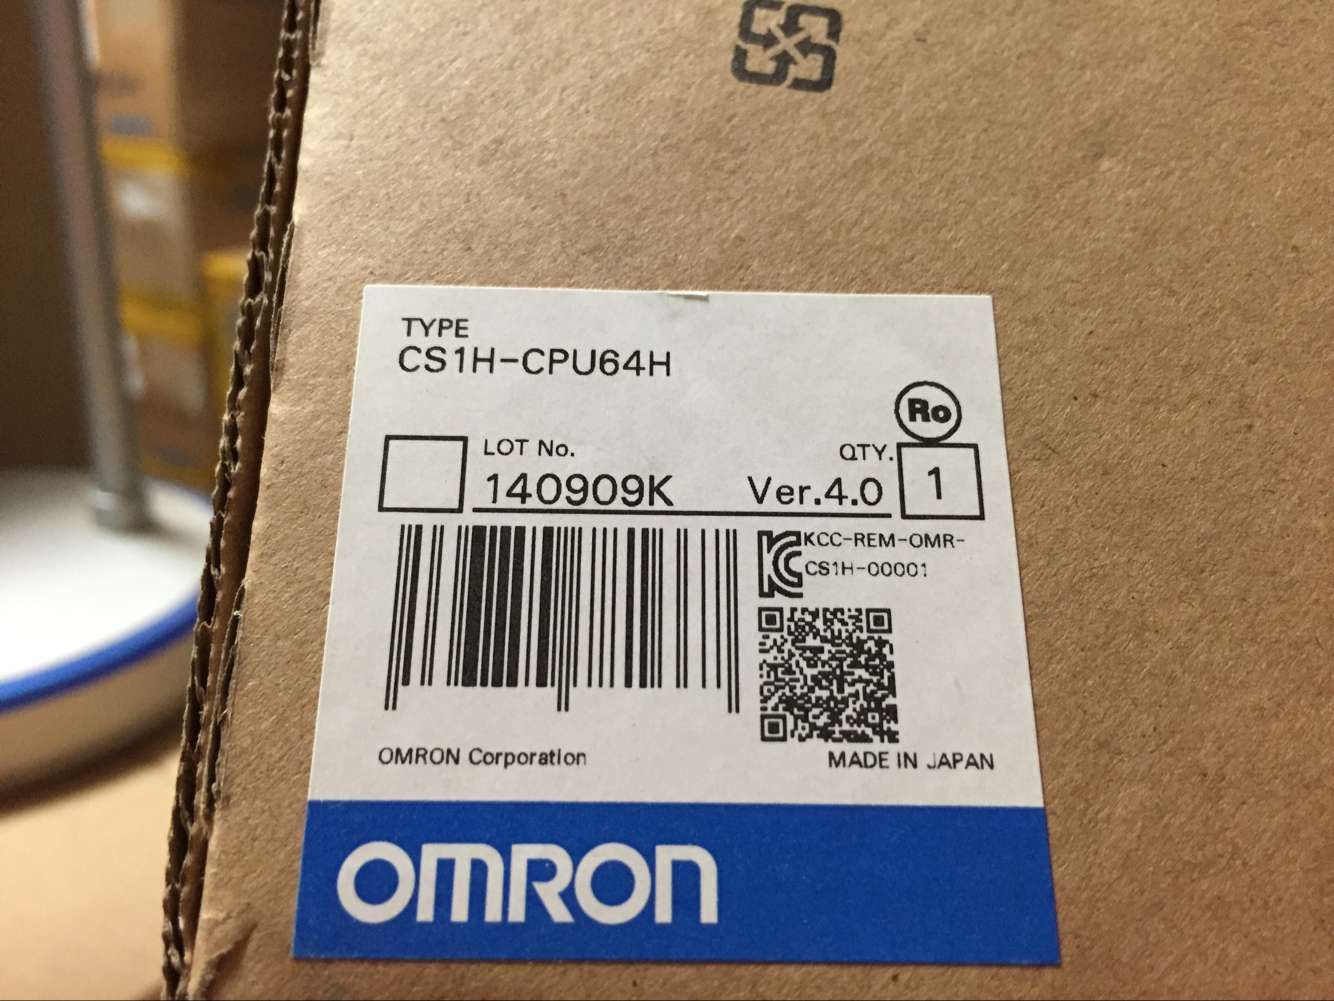 TYPE
CS1H-CPU64H
Ro
LOT No.
QTY.
140909K
Ver.4.0
1
KCC-REM-OMR-
CS1H-00001
OMRON Corporation
MADE IN JAPAN
OMRON